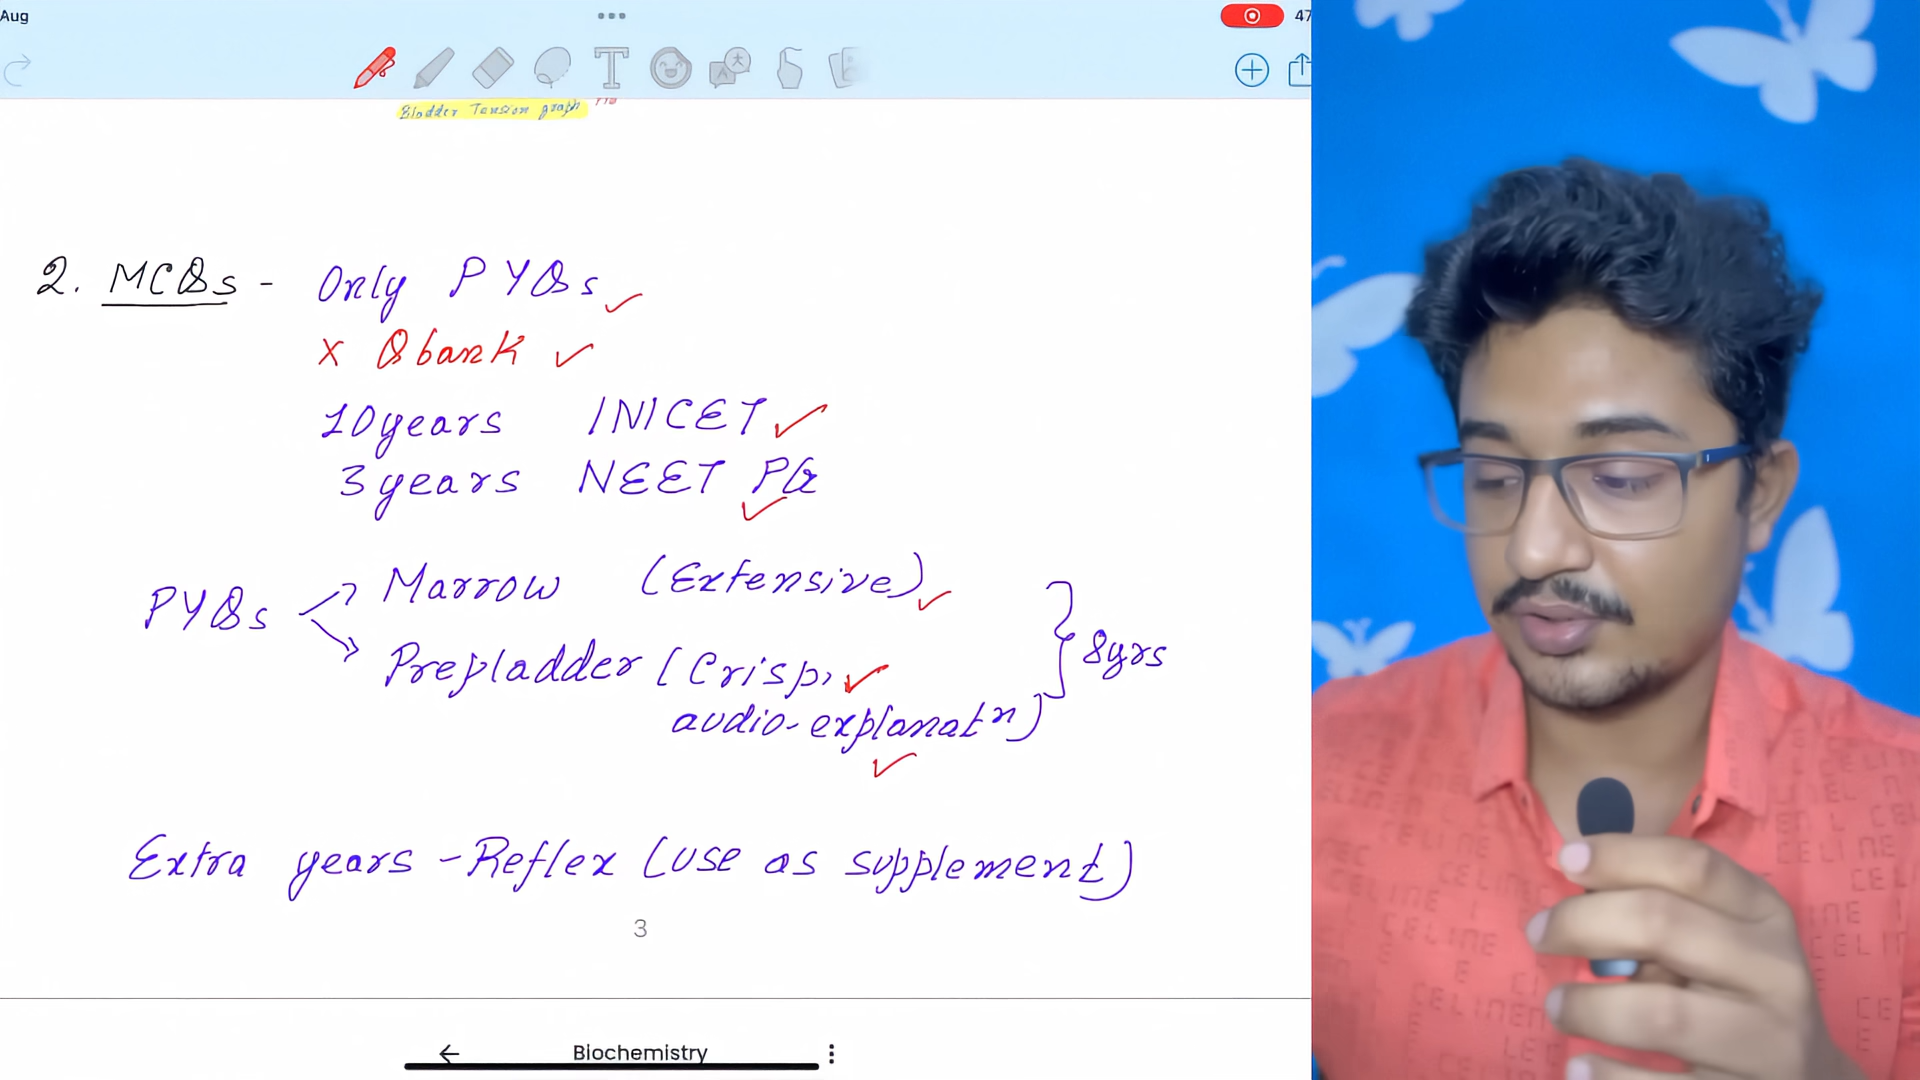 Aug
47
Bladder Tension graph
2. MCQs - Only PYQs
x Qbank
10years INICET
3years NEET PG
PYQs Marrow (Extensive)
Prepladder (Crisp,
audio-explanatn)
8yrs
Extra years - Reflex (use as supplement)
3
Biochemistry